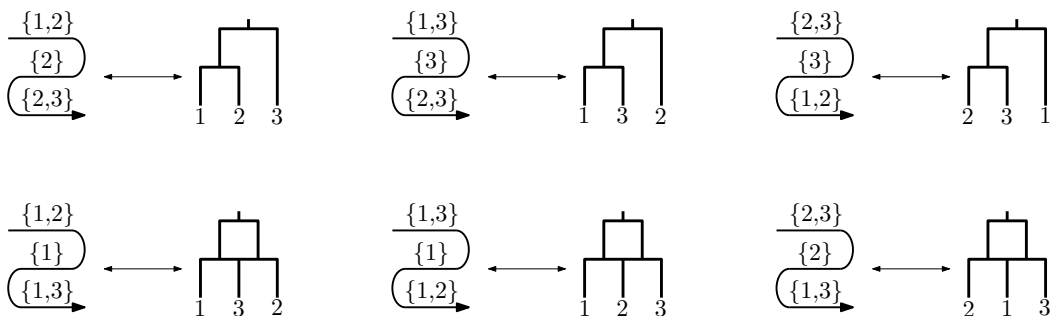 {1,2} {1,3} {2,3}
{2} {3} {3}
{2,3} {2,3} {1,2}
1 2 3 1 3 2 2 3 1
{1,2} {1,3} {2,3}
{1} {1} {2}
{1,3} {1,2} {1,3}
1 3 2 1 2 3 2 1 3